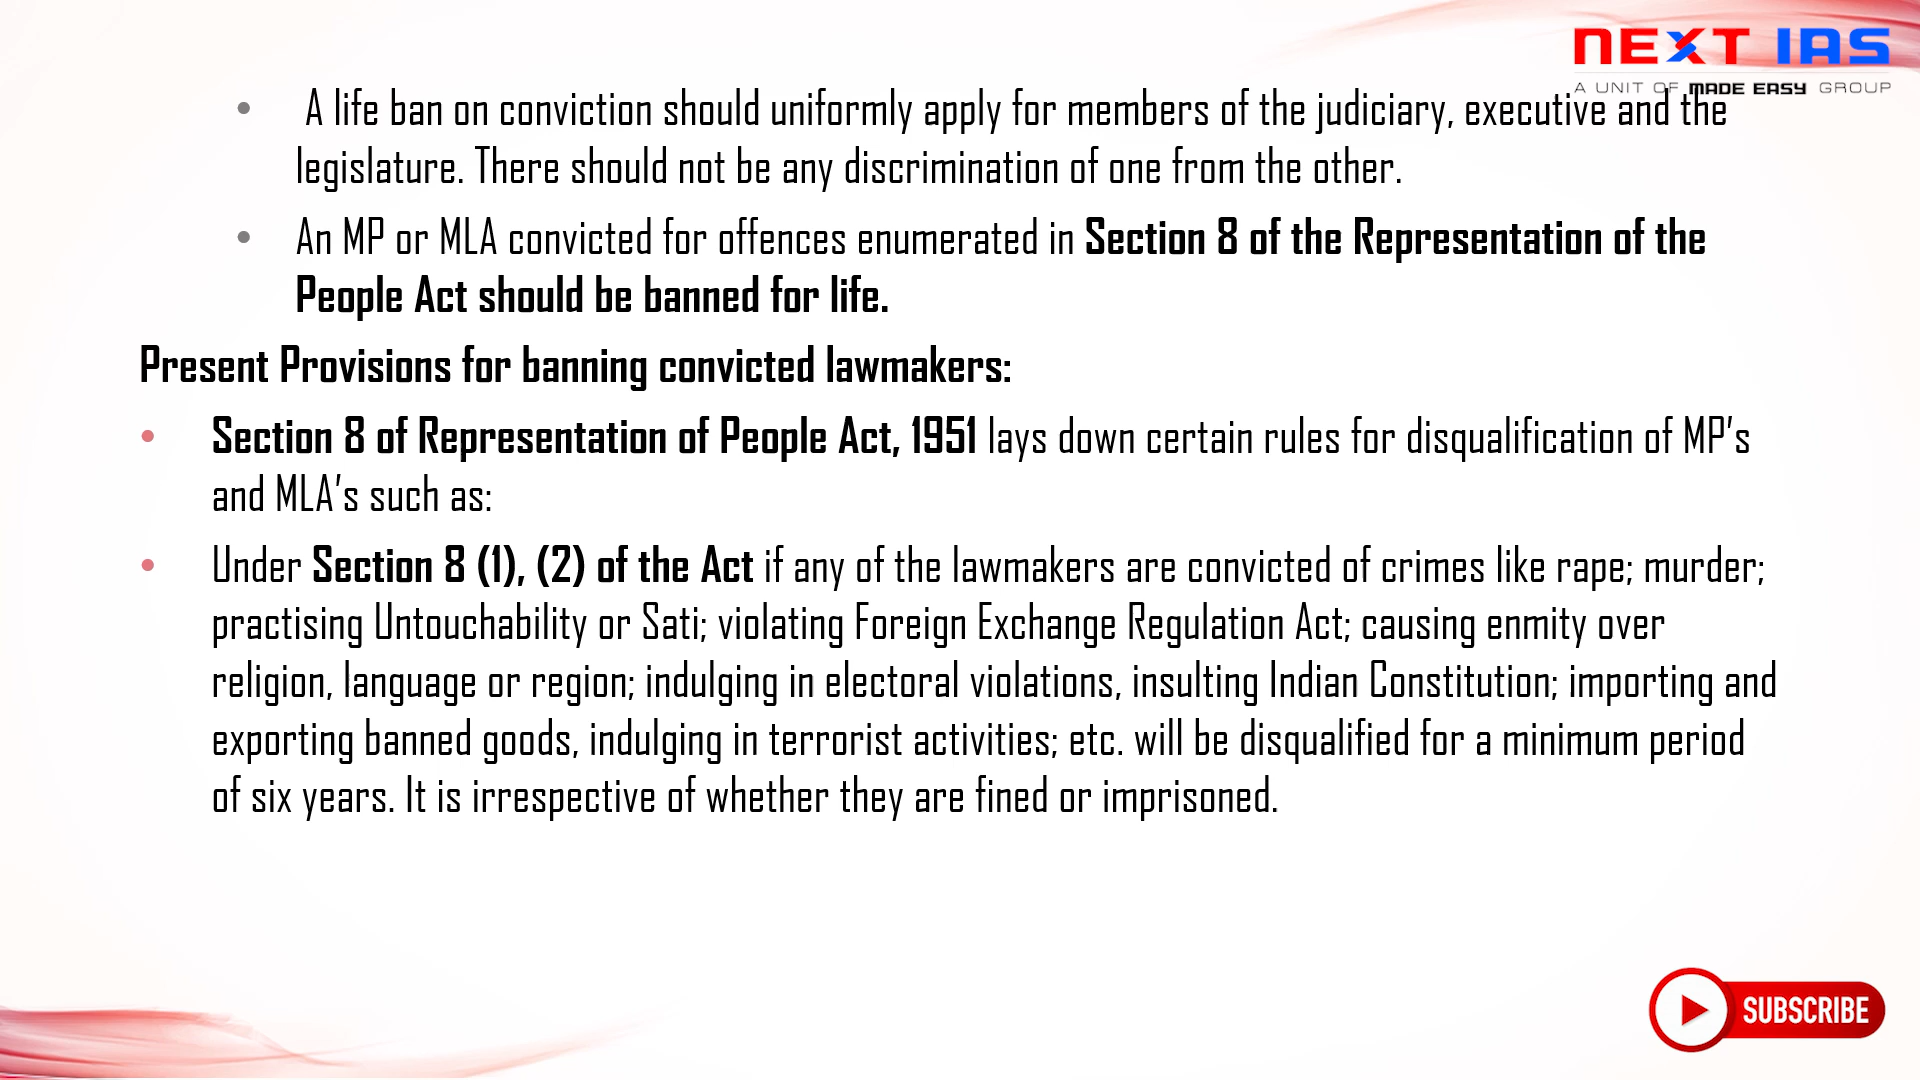 NEXT IAS
A UNIT OF MADE EASY GROUP
• A life ban on conviction should uniformly apply for members of the judiciary, executive and the
legislature. There should not be any discrimination of one from the other.
• An MP or MLA convicted for offences enumerated in Section 8 of the Representation of the
People Act should be banned for life.
Present Provisions for banning convicted lawmakers:
• Section 8 of Representation of People Act, 1951 lays down certain rules for disqualification of MP's
and MLA's such as:
• Under Section 8 (1), (2) of the Act if any of the lawmakers are convicted of crimes like rape; murder;
practising Untouchability or Sati; violating Foreign Exchange Regulation Act; causing enmity over
religion, language or region; indulging in electoral violations, insulting Indian Constitution; importing and
exporting banned goods, indulging in terrorist activities; etc. will be disqualified for a minimum period
of six years. It is irrespective of whether they are fined or imprisoned.
SUBSCRIBE